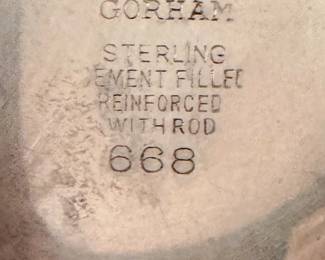 GORHAM
STERLING
CEMENT FILLED
REINFORCED
WITH ROD
668